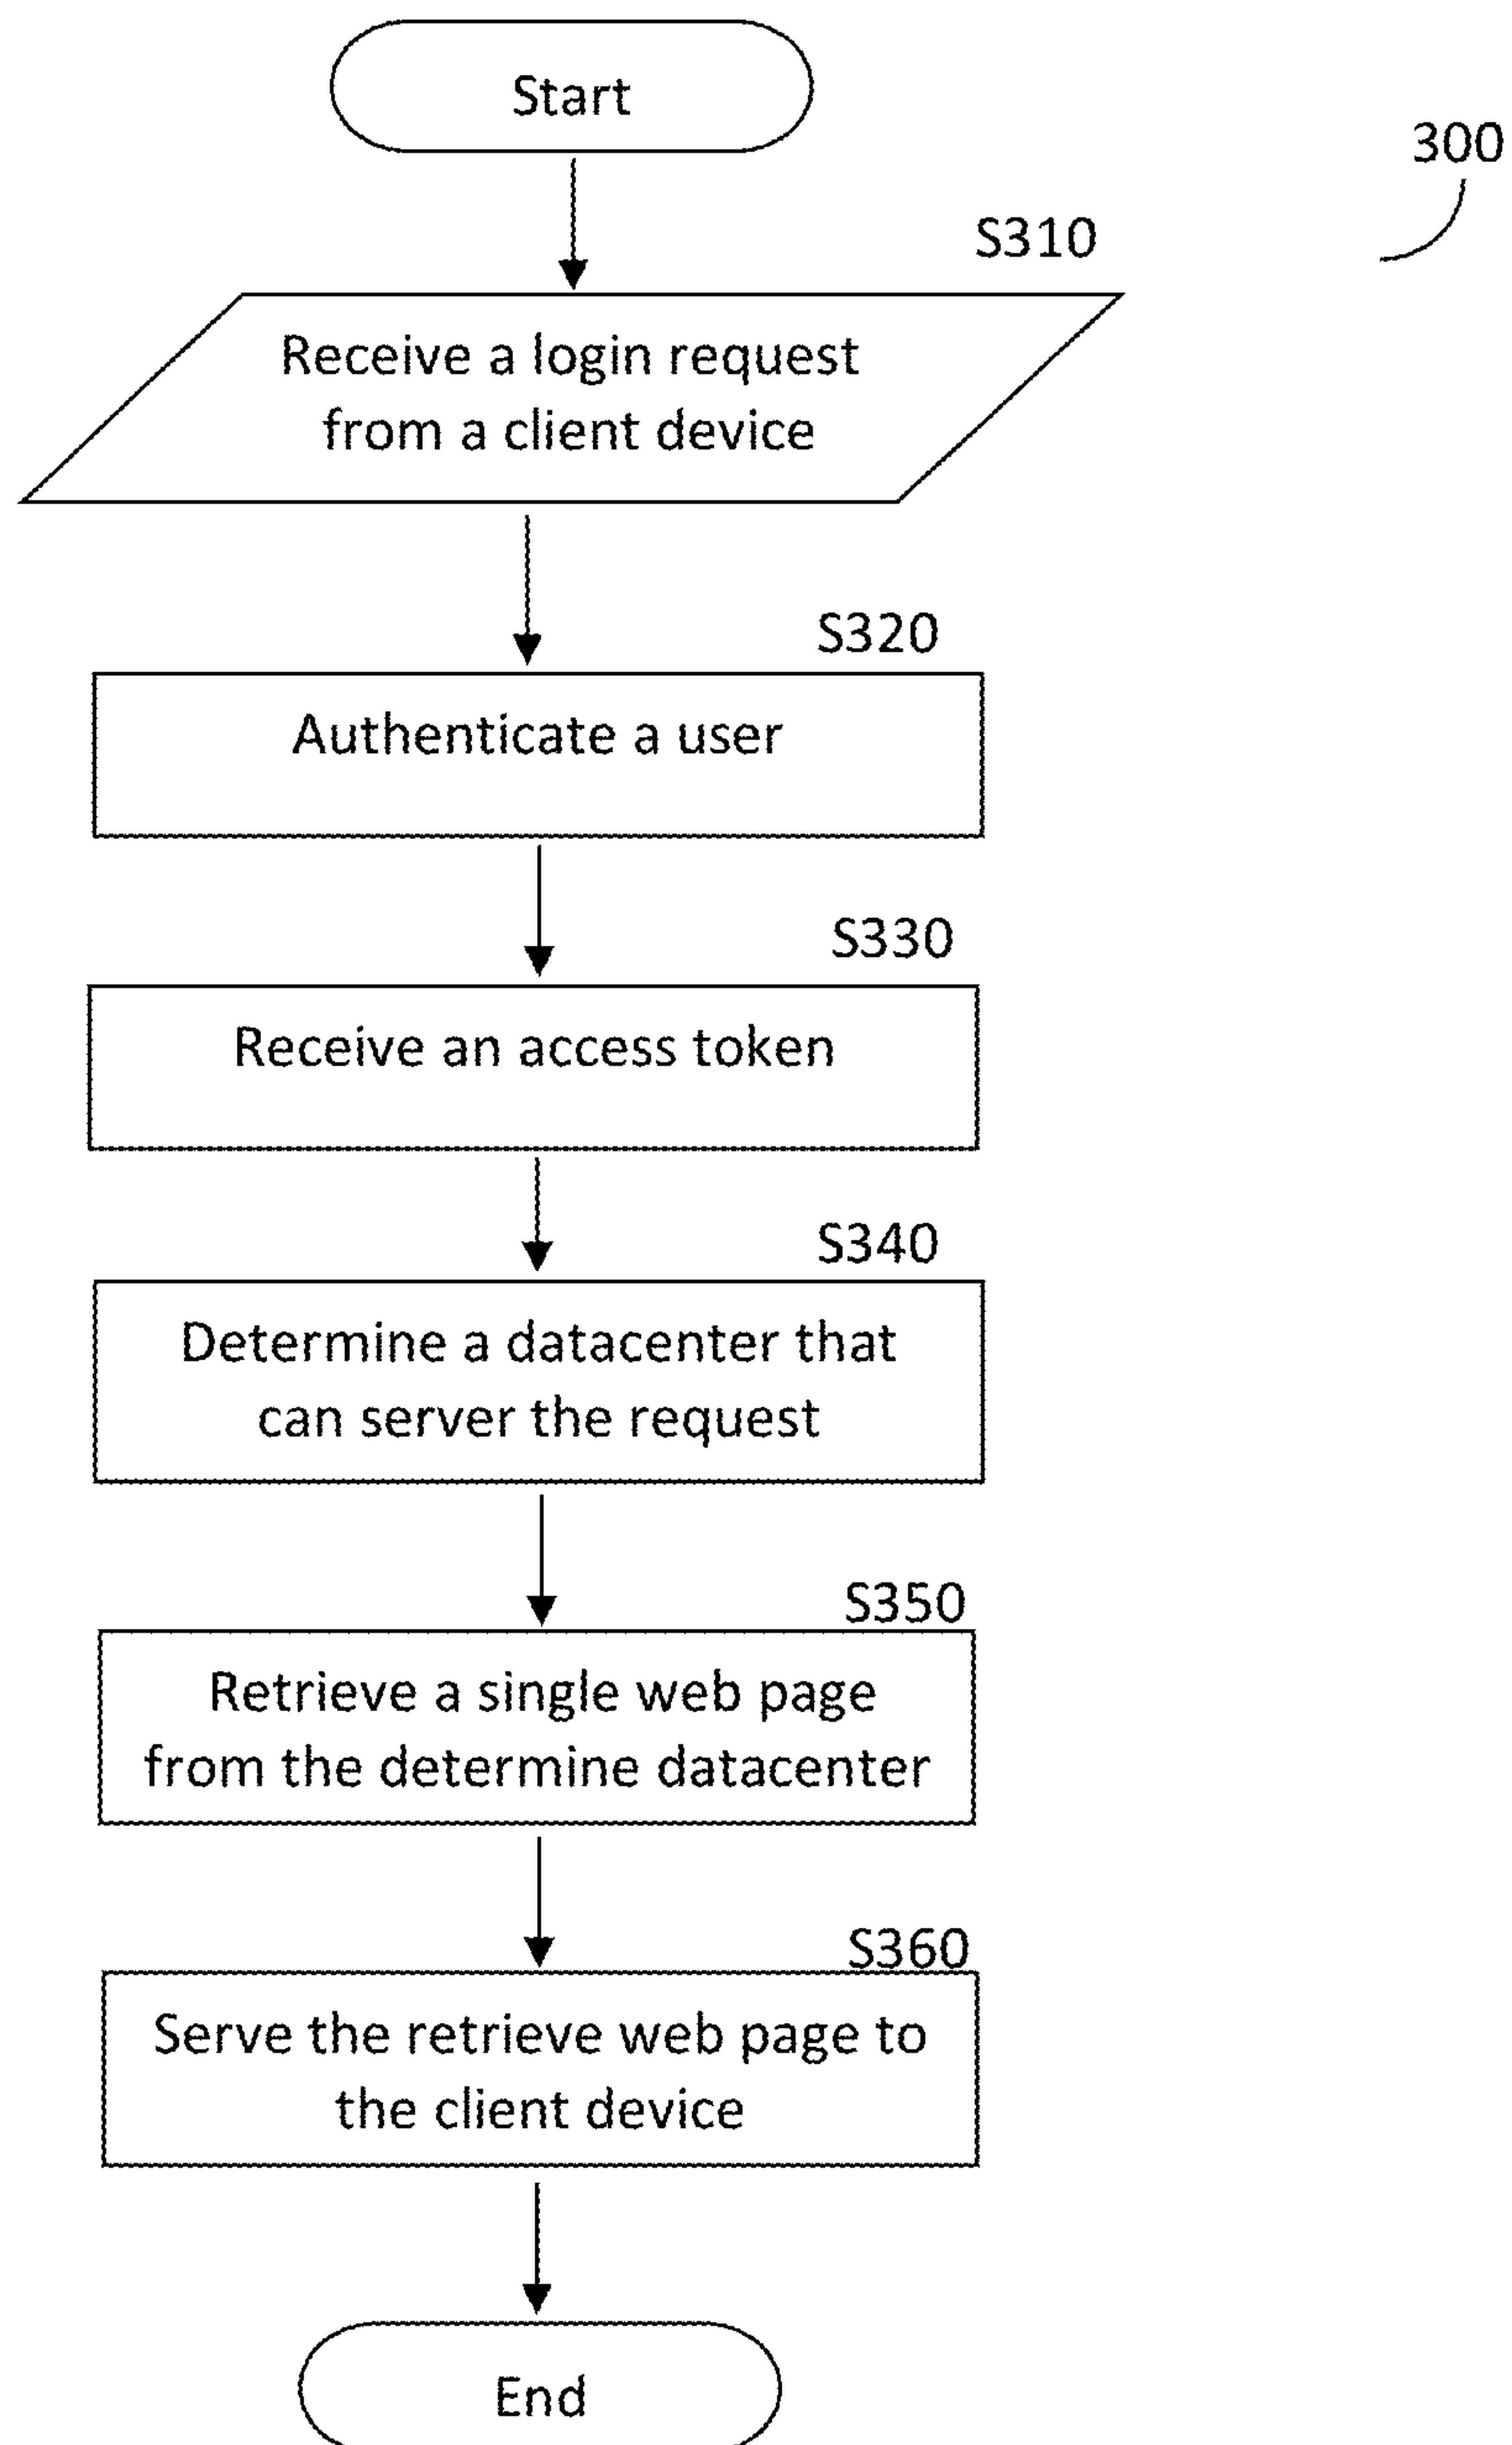 Start
300
S310
Receive a login request
from a client device
S320
Authenticate a user
S330
Receive an access token
S340
Determine a datacenter that
can server the request
S350
Retrieve a single web page
from the determine datacenter
S360
Serve the retrieve web page to
the client device
End